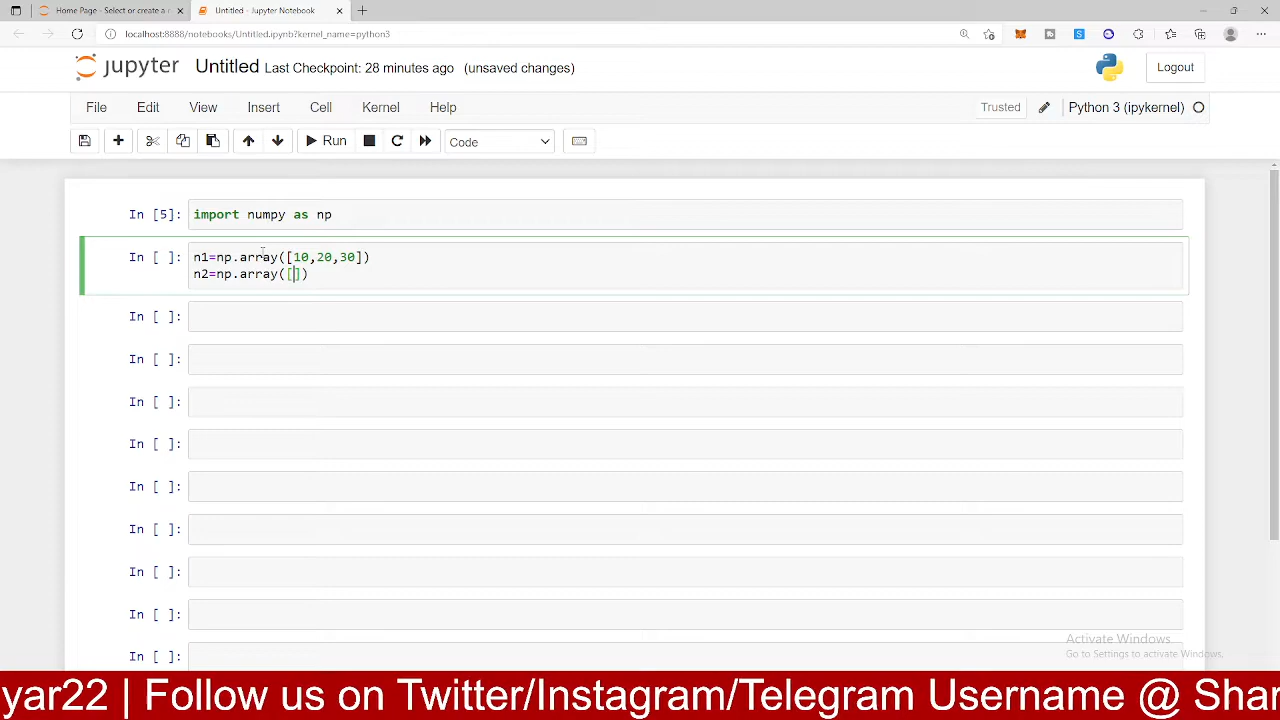 Home Page - Select or create a n
Untitled - Jupyter Notebook
localhost:8888/notebooks/Untitled.ipynb?kernel_name=python3
jupyter Untitled Last Checkpoint: 28 minutes ago (unsaved changes)
Logout
File Edit View Insert Cell Kernel Help
Trusted
Python 3 (ipykernel)
Run
Code
In [5]: import numpy as np
In [ ]: n1=np.array([10,20,30])
n2=np.array([])
In [ ]:
In [ ]:
In [ ]:
In [ ]:
In [ ]:
In [ ]:
In [ ]:
In [ ]:
In [ ]:
Activate Windows
Go to Settings to activate Windows.
yar22 | Follow us on Twitter/Instagram/Telegram Username @ Shar